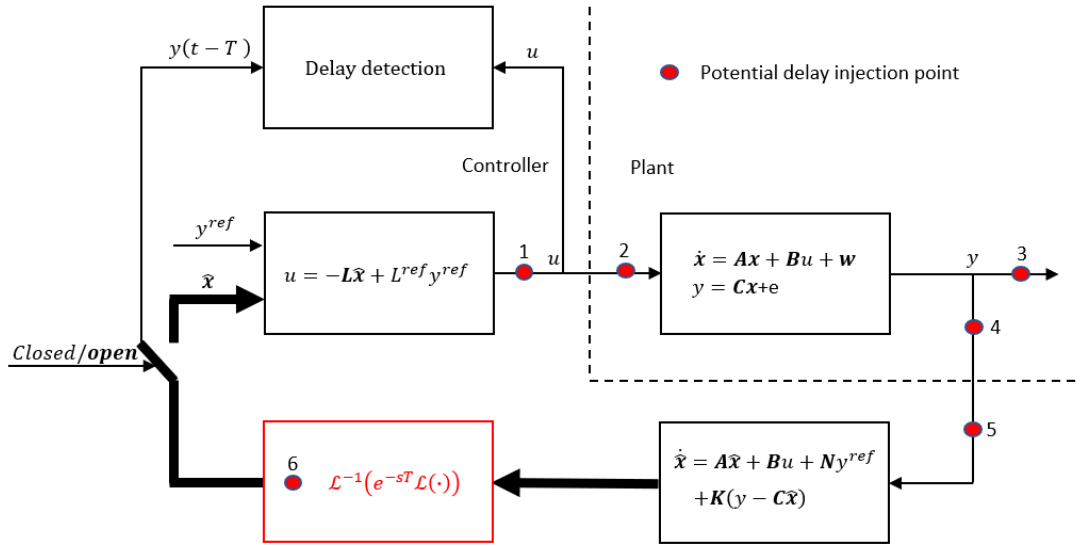 y(t − T)
Delay detection
u
Potential delay injection point
Controller
Plant
y^{ref}
x̂
u = −Lx̂ + L^{ref}y^{ref}
1
u
2
ẋ = Ax + Bu + w
y = Cx+e
y
3
4
Closed/open
5
6
ℒ^{-1}(e^{-sT}ℒ(·))
x̂̇ = Ax̂ + Bu + Ny^{ref}
+K(y − Cx̂)